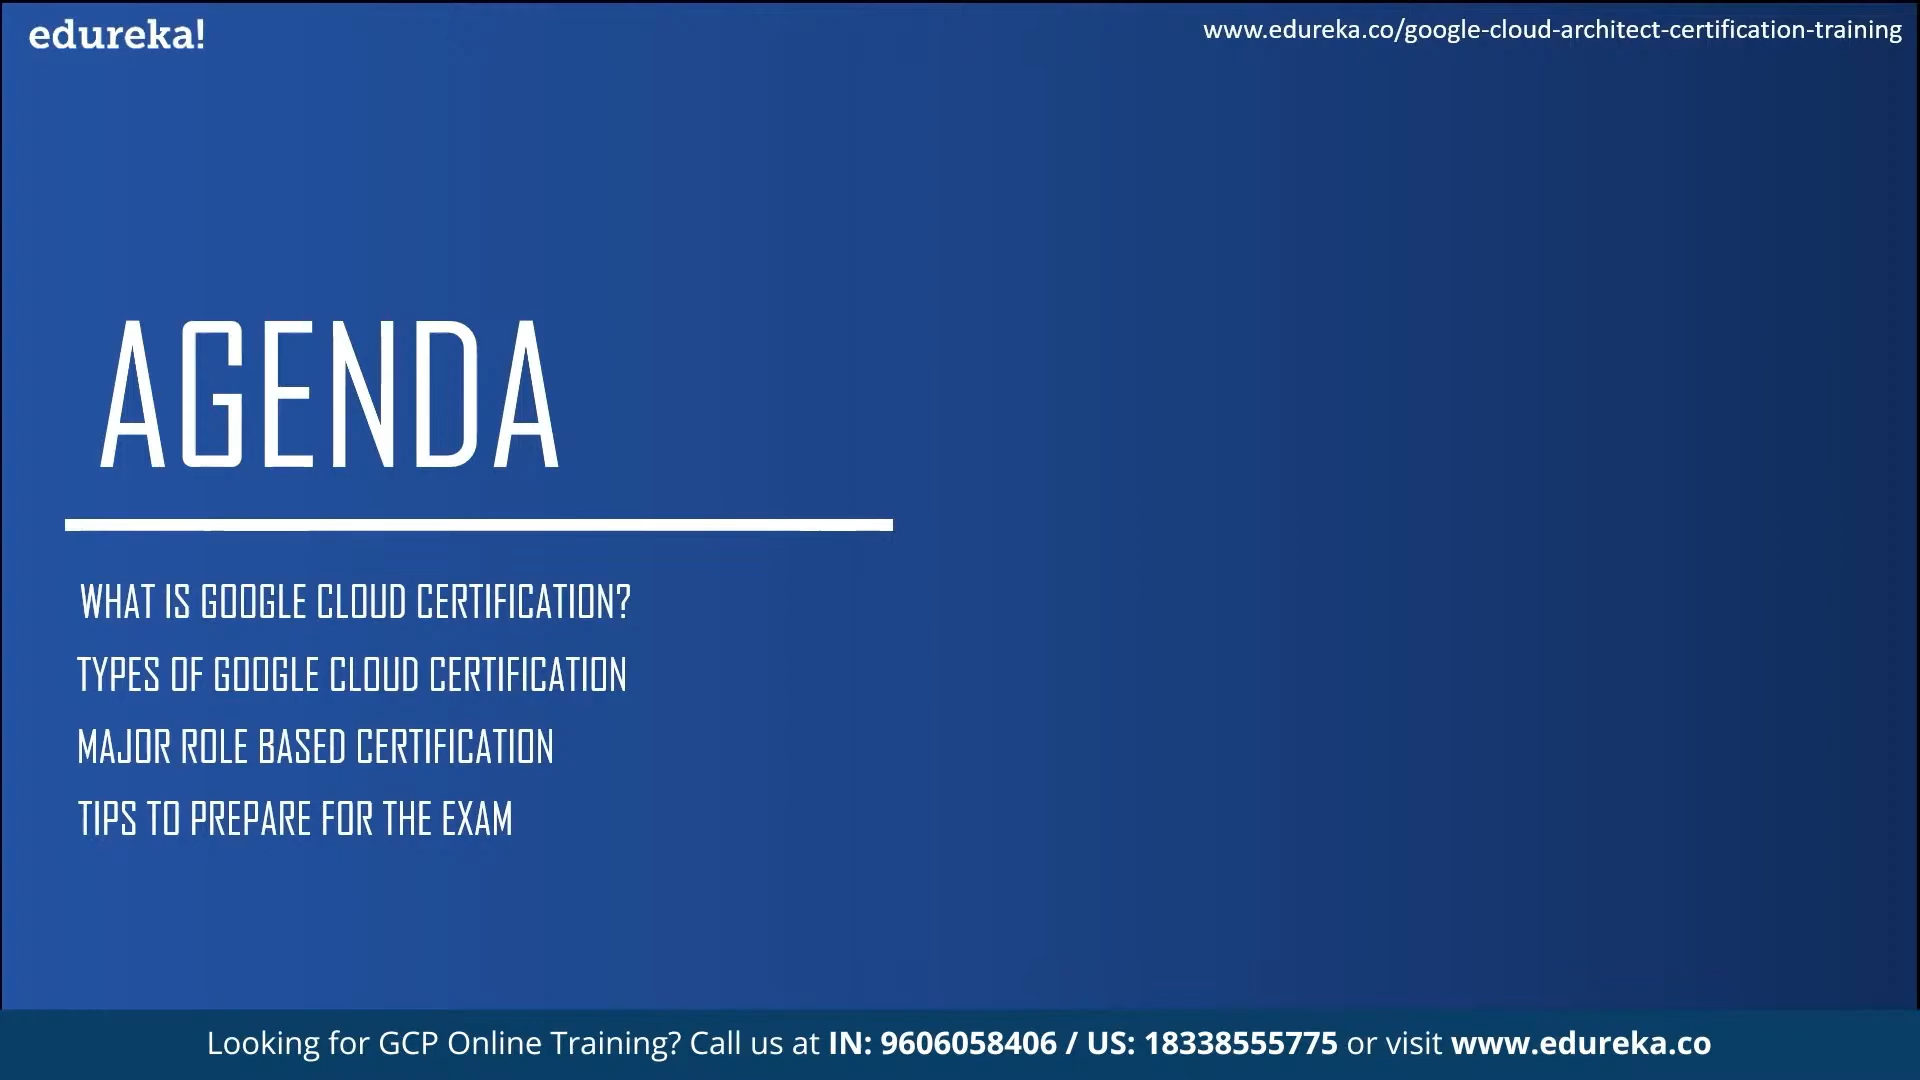 edureka!
www.edureka.co/google-cloud-architect-certification-training
AGENDA
WHAT IS GOOGLE CLOUD CERTIFICATION?
TYPES OF GOOGLE CLOUD CERTIFICATION
MAJOR ROLE BASED CERTIFICATION
TIPS TO PREPARE FOR THE EXAM
Looking for GCP Online Training? Call us at IN: 9606058406 / US: 18338555775 or visit www.edureka.co